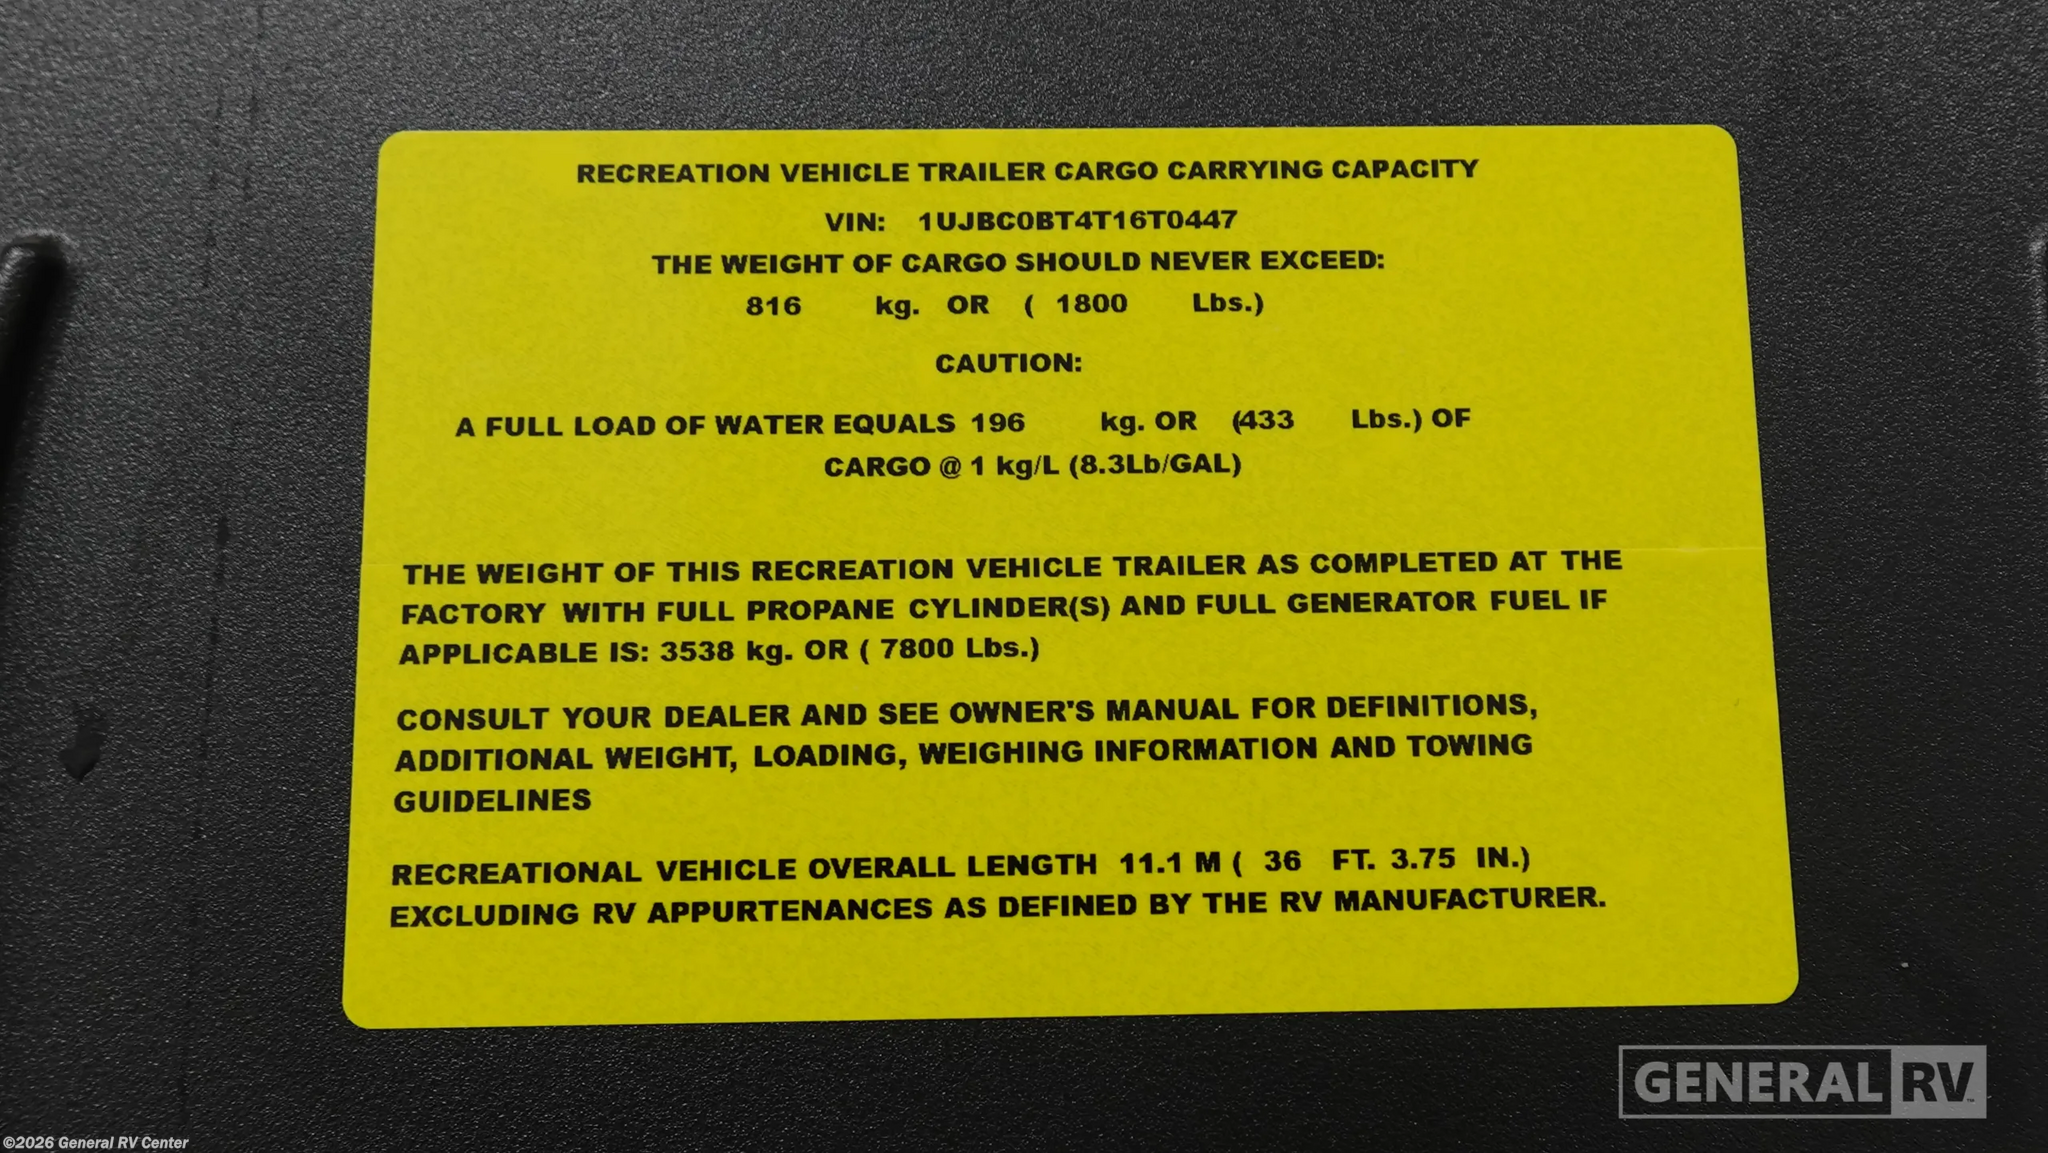 RECREATION VEHICLE TRAILER CARGO CARRYING CAPACITY
VIN: 1UJBC0BT4T16T0447
THE WEIGHT OF CARGO SHOULD NEVER EXCEED:
816 kg. OR ( 1800 Lbs.)
CAUTION:
A FULL LOAD OF WATER EQUALS 196 kg. OR (433 Lbs.) OF
CARGO @ 1 kg/L (8.3Lb/GAL)
THE WEIGHT OF THIS RECREATION VEHICLE TRAILER AS COMPLETED AT THE
FACTORY WITH FULL PROPANE CYLINDER(S) AND FULL GENERATOR FUEL IF
APPLICABLE IS: 3538 kg. OR ( 7800 Lbs.)
CONSULT YOUR DEALER AND SEE OWNER'S MANUAL FOR DEFINITIONS,
ADDITIONAL WEIGHT, LOADING, WEIGHING INFORMATION AND TOWING
GUIDELINES
RECREATIONAL VEHICLE OVERALL LENGTH 11.1 M ( 36 FT. 3.75 IN.)
EXCLUDING RV APPURTENANCES AS DEFINED BY THE RV MANUFACTURER.
GENERAL RV™
©2026 General RV Center